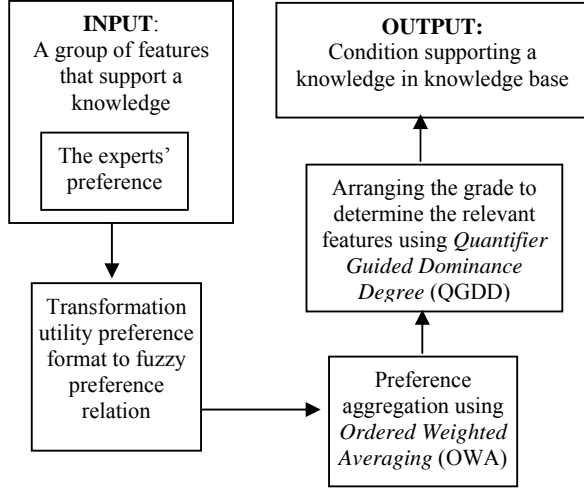 INPUT:
A group of features
that support a
knowledge
The experts'
preference
Transformation
utility preference
format to fuzzy
preference
relation
Preference
aggregation using
Ordered Weighted
Averaging (OWA)
Arranging the grade to
determine the relevant
features using Quantifier
Guided Dominance
Degree (QGDD)
OUTPUT:
Condition supporting a
knowledge in knowledge
base